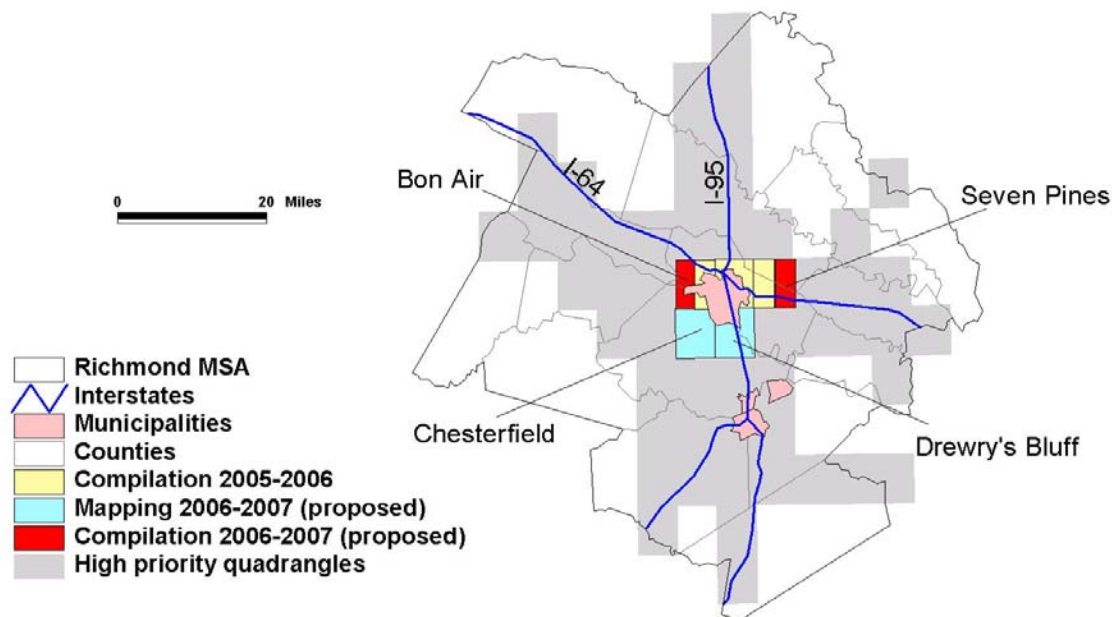 I-64
I-95
Bon Air
Seven Pines
0 20 Miles
Richmond MSA
Interstates
Municipalities
Counties
Compilation 2005-2006
Mapping 2006-2007 (proposed)
Compilation 2006-2007 (proposed)
High priority quadrangles
Chesterfield
Drewry's Bluff